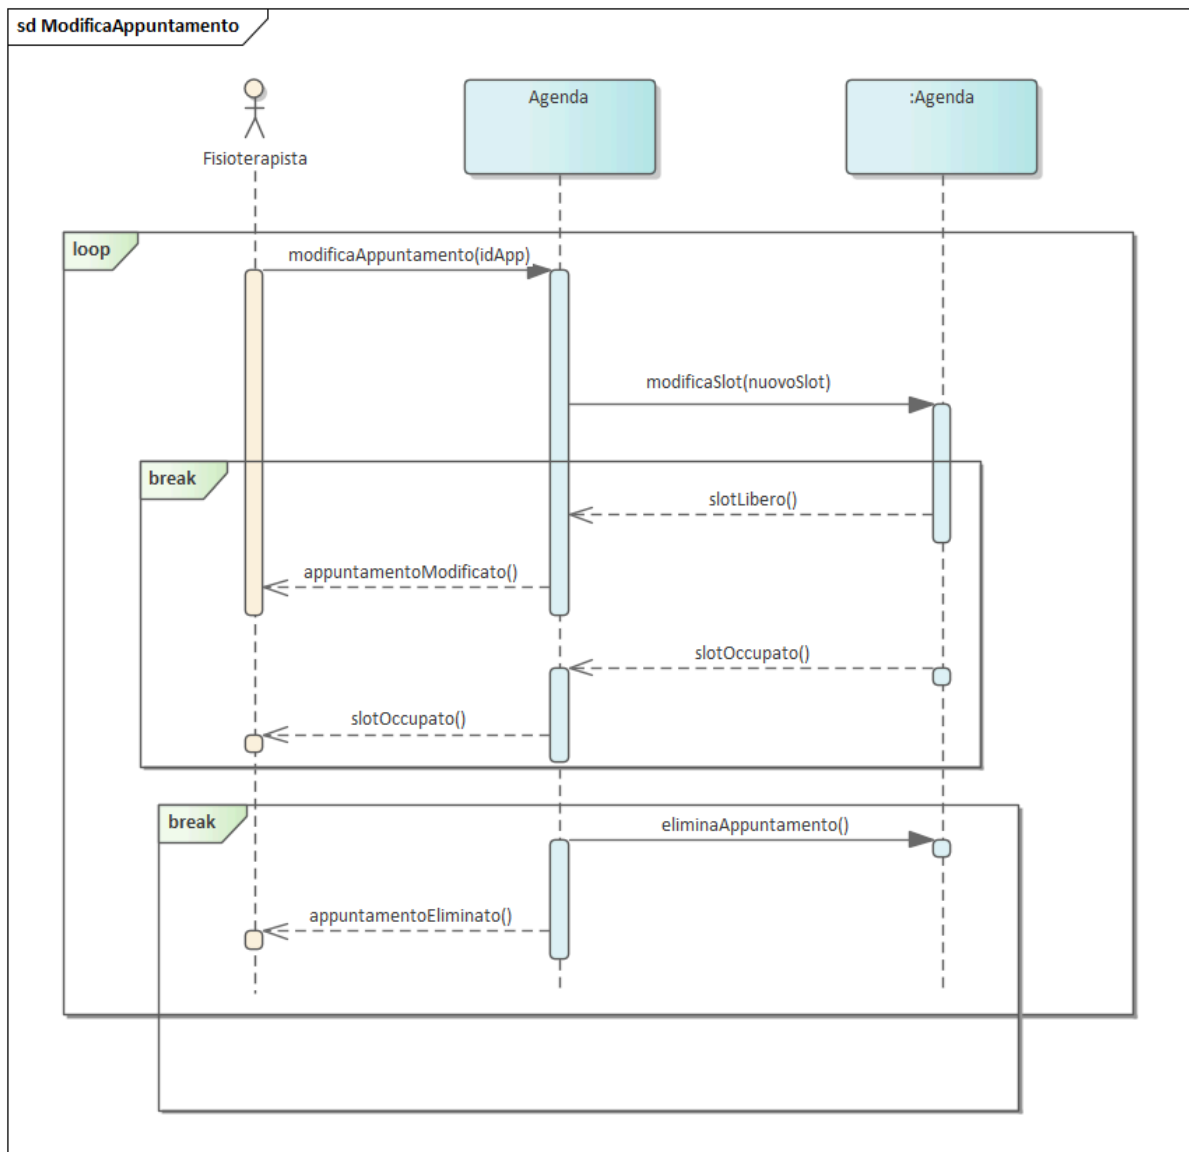 sd ModificaAppuntamento
Agenda
:Agenda
Fisioterapista
loop
modificaAppuntamento(idApp)
modificaSlot(nuovoSlot)
break
slotLibero()
appuntamentoModificato()
slotOccupato()
slotOccupato()
break
eliminaAppuntamento()
appuntamentoEliminato()